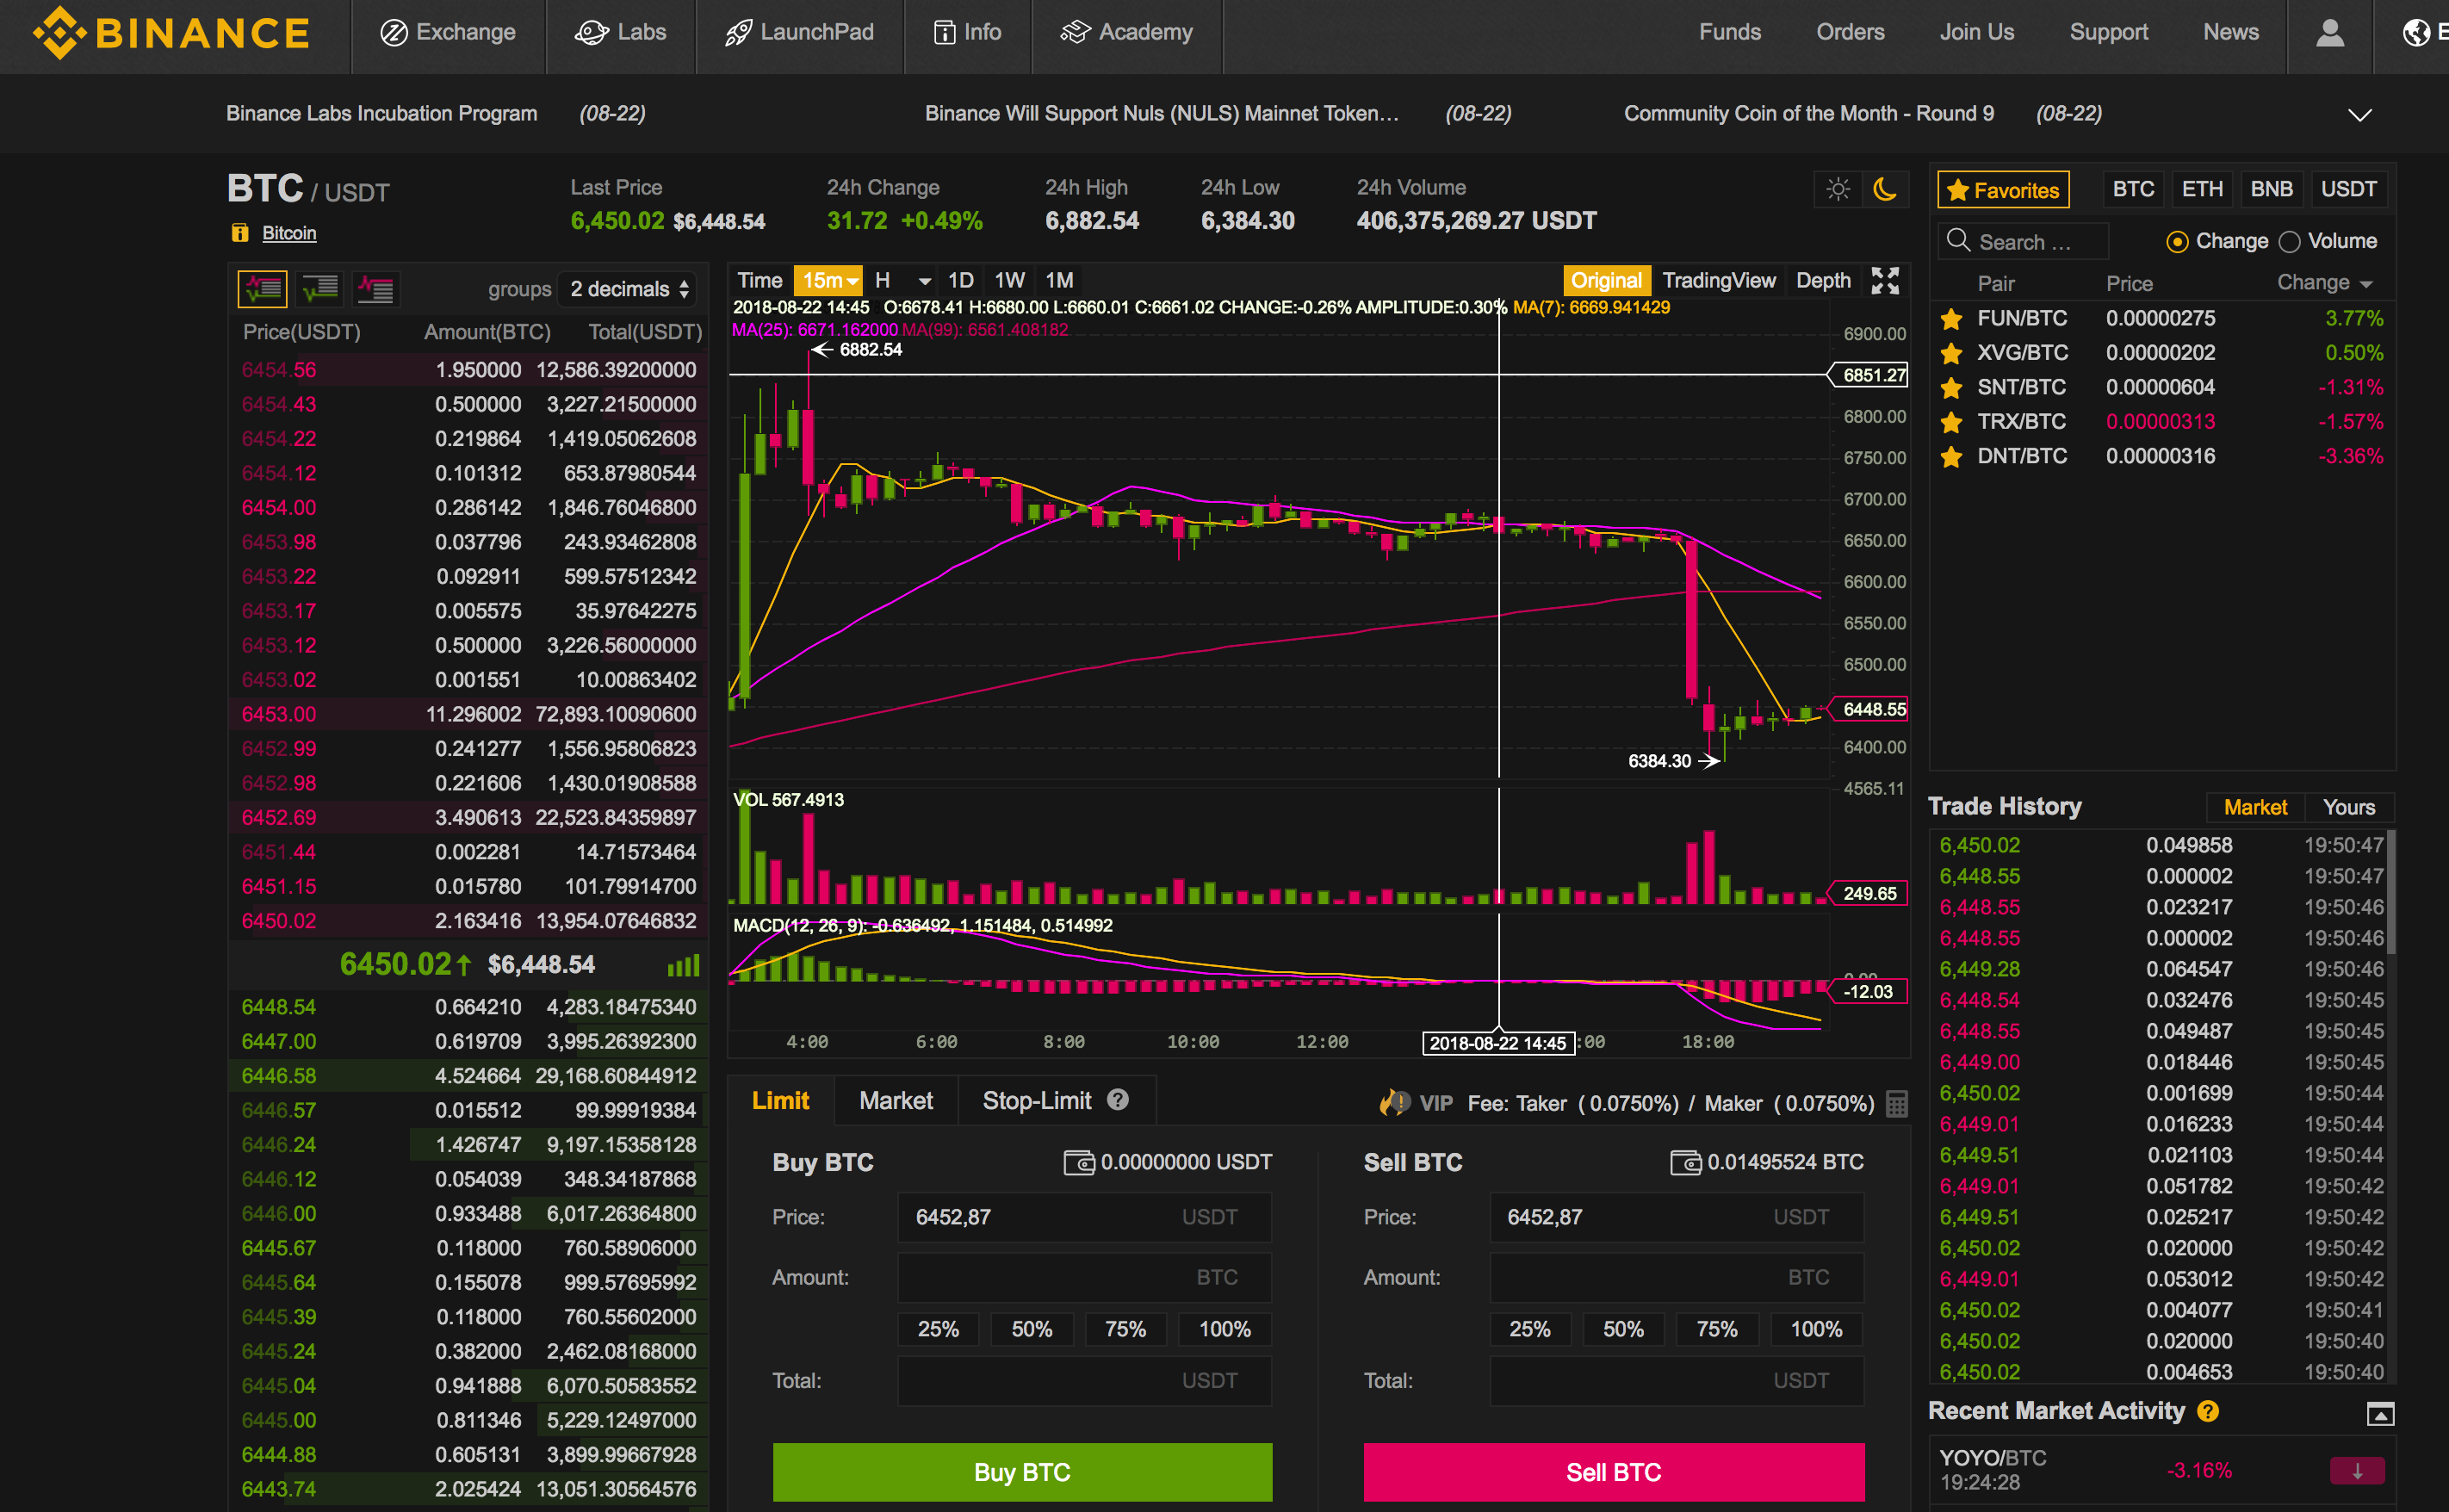 BINANCE Exchange Labs LaunchPad Info Academy Funds Orders Join Us Support News
Binance Labs Incubation Program (08-22) Binance Will Support Nuls (NULS) Mainnet Token... (08-22) Community Coin of the Month - Round 9 (08-22)
BTC / USDT
Bitcoin
Last Price 24h Change 24h High 24h Low 24h Volume
6,450.02 $6,448.54 31.72 +0.49% 6,882.54 6,384.30 406,375,269.27 USDT
groups 2 decimals
Price(USDT) Amount(BTC) Total(USDT)
6454.56 1.950000 12,586.39200000
6454.43 0.500000 3,227.21500000
6454.22 0.219864 1,419.05062608
6454.12 0.101312 653.87980544
6454.00 0.286142 1,846.76046800
6453.98 0.037796 243.93462808
6453.22 0.092911 599.57512342
6453.17 0.005575 35.97642275
6453.12 0.500000 3,226.56000000
6453.02 0.001551 10.00863402
6453.00 11.296002 72,893.10090600
6452.99 0.241277 1,556.95806823
6452.98 0.221606 1,430.01908588
6452.69 3.490613 22,523.84359897
6451.44 0.002281 14.71573464
6451.15 0.015780 101.79914700
6450.02 2.163416 13,954.07646832
6450.02 $6,448.54
6448.54 0.664210 4,283.18475340
6447.00 0.619709 3,995.26392300
6446.58 4.524664 29,168.60844912
6446.57 0.015512 99.99919384
6446.24 1.426747 9,197.15358128
6446.12 0.054039 348.34187868
6446.00 0.933488 6,017.26364800
6445.67 0.118000 760.58906000
6445.64 0.155078 999.57695992
6445.39 0.118000 760.55602000
6445.24 0.382000 2,462.08168000
6445.04 0.941888 6,070.50583552
6445.00 0.811346 5,229.12497000
6444.88 0.605131 3,899.99667928
6443.74 2.025424 13,051.30564576
Time 15m H 1D 1W 1M Original TradingView Depth
2018-08-22 14:45 O:6678.41 H:6680.00 L:6660.01 C:6661.02 CHANGE:-0.26% AMPLITUDE:0.30% MA(7): 6669.941429
MA(25): 6671.162000 MA(99): 6561.408182
6882.54
6900.00
6851.27
6800.00
6750.00
6700.00
6650.00
6600.00
6550.00
6500.00
6448.55
6400.00
6384.30
4565.11
VOL 567.4913
249.65
MACD(12, 26, 9): -0.636492, 1.151484, 0.514992
-12.03
4:00 6:00 8:00 10:00 12:00 2018-08-22 14:45 :00 18:00
Limit Market Stop-Limit
VIP Fee: Taker ( 0.0750%) / Maker ( 0.0750%)
Buy BTC 0.00000000 USDT
Price: 6452,87 USDT
Amount: BTC
25% 50% 75% 100%
Total: USDT
Buy BTC
Sell BTC 0.01495524 BTC
Price: 6452,87 USDT
Amount: BTC
25% 50% 75% 100%
Total: USDT
Sell BTC
Favorites BTC ETH BNB USDT
Search ... Change Volume
Pair Price Change
FUN/BTC 0.00000275 3.77%
XVG/BTC 0.00000202 0.50%
SNT/BTC 0.00000604 -1.31%
TRX/BTC 0.00000313 -1.57%
DNT/BTC 0.00000316 -3.36%
Trade History Market Yours
6,450.02 0.049858 19:50:47
6,448.55 0.000002 19:50:47
6,448.55 0.023217 19:50:46
6,448.55 0.000002 19:50:46
6,449.28 0.064547 19:50:46
6,448.54 0.032476 19:50:45
6,448.55 0.049487 19:50:45
6,449.00 0.018446 19:50:45
6,450.02 0.001699 19:50:44
6,449.01 0.016233 19:50:44
6,449.51 0.021103 19:50:44
6,449.01 0.051782 19:50:42
6,449.51 0.025217 19:50:42
6,450.02 0.020000 19:50:42
6,449.01 0.053012 19:50:42
6,450.02 0.004077 19:50:41
6,450.02 0.020000 19:50:40
6,450.02 0.004653 19:50:40
Recent Market Activity
YOYO/BTC
-3.16%
19:24:28